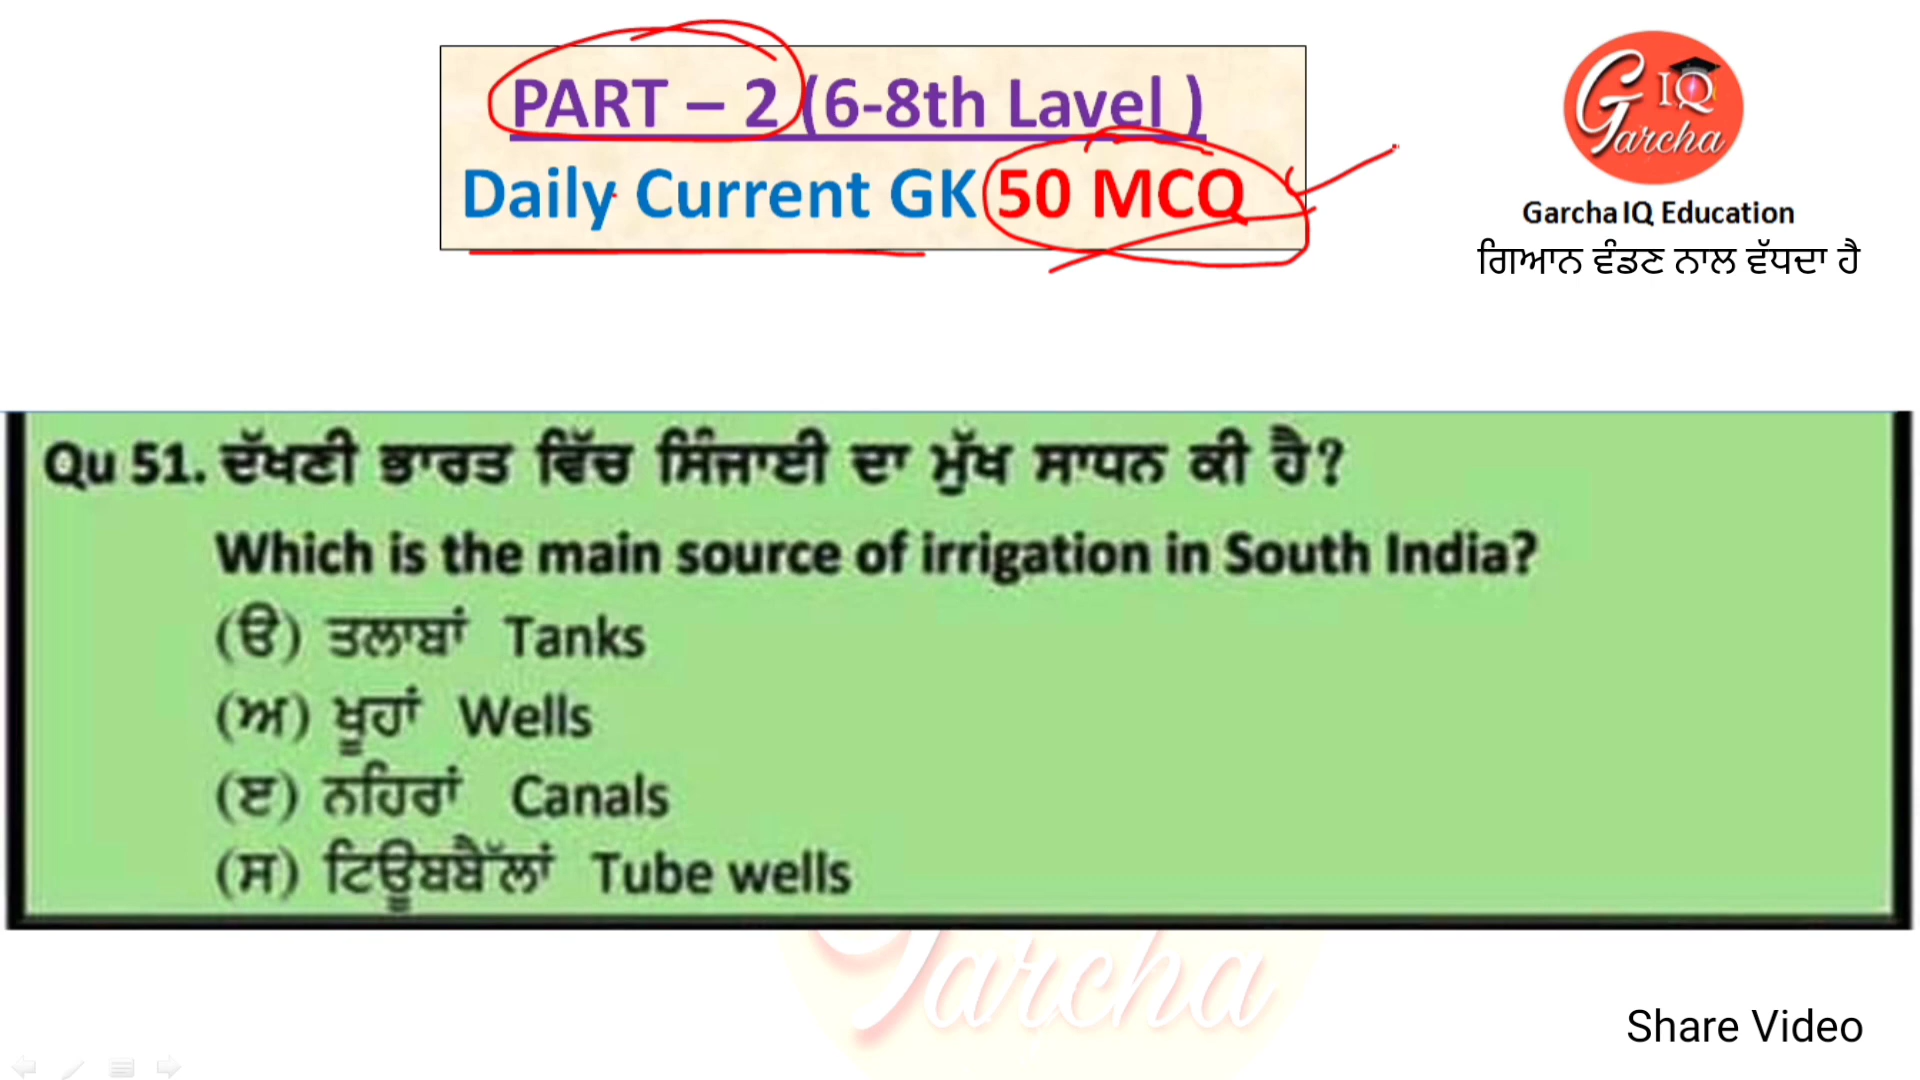 PART – 2 (6-8th Lavel )
Daily Current GK 50 MCQ
G IQ
Garcha
Garcha IQ Education
ਗਿਆਨ ਵੰਡਣ ਨਾਲ ਵੱਧਦਾ ਹੈ
Qu 51. ਦੱਖਣੀ ਭਾਰਤ ਵਿੱਚ ਸਿੰਜਾਈ ਦਾ ਮੁੱਖ ਸਾਧਨ ਕੀ ਹੈ?
Which is the main source of irrigation in South India?
(ੳ) ਤਲਾਬਾਂ Tanks
(ਅ) ਖੂਹਾਂ Wells
(ੲ) ਨਹਿਰਾਂ Canals
(ਸ) ਟਿਊਬਬੈੱਲਾਂ Tube wells
Garcha
Share Video